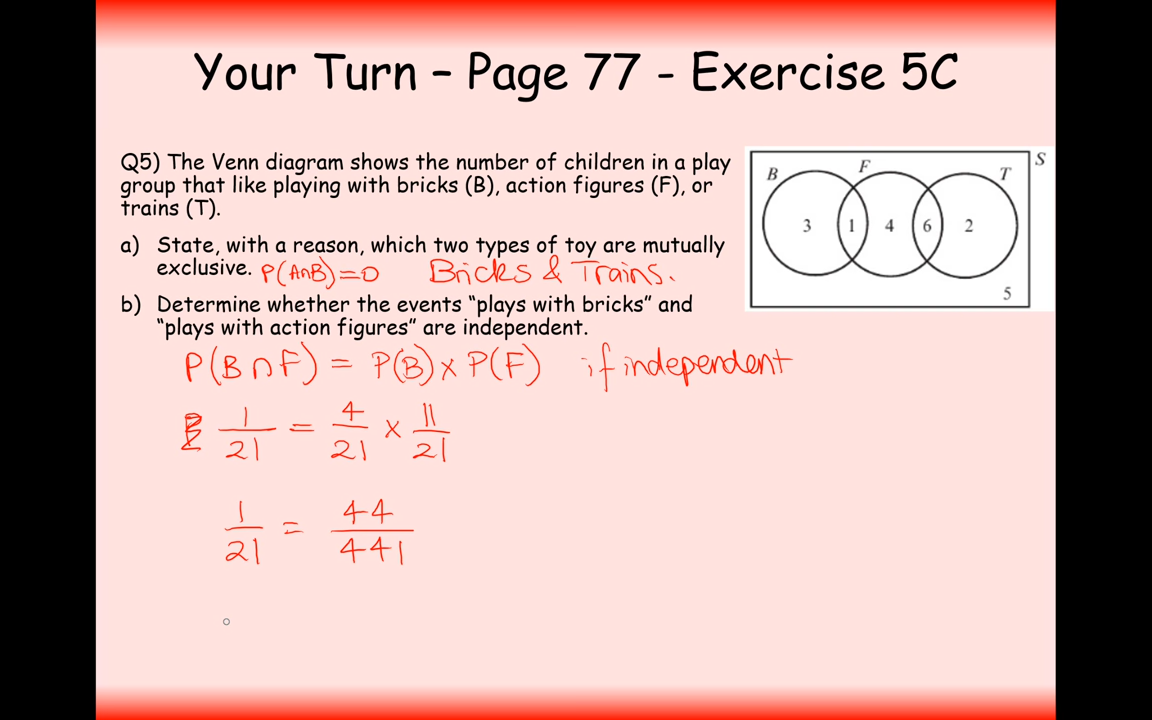 Your Turn – Page 77 - Exercise 5C
Q5) The Venn diagram shows the number of children in a play
group that like playing with bricks (B), action figures (F), or
trains (T).
a) State, with a reason, which two types of toy are mutually
exclusive. P(A∩B)=0 Bricks & Trains.
b) Determine whether the events “plays with bricks” and
“plays with action figures” are independent.
B F T S
3 1 4 6 2
5
P(B∩F) = P(B) × P(F) if independent
1/21 = 4/21 × 11/21
1/21 = 44/441